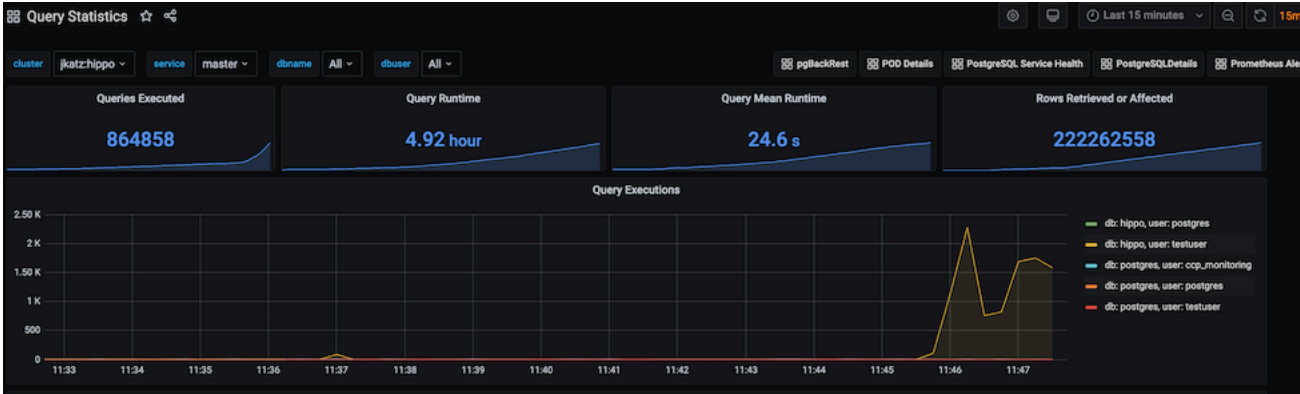 Query Statistics
Last 15 minutes
15m
cluster jkatz:hippo service master dbname All dbuser All
pgBackRest POD Details PostgreSQL Service Health PostgreSQLDetails Prometheus Ale
Queries Executed Query Runtime Query Mean Runtime Rows Retrieved or Affected
864858 4.92 hour 24.6 s 222262558
Query Executions
2.50 K
2 K
1.50 K
1 K
500
0
11:33 11:34 11:35 11:36 11:37 11:38 11:39 11:40 11:41 11:42 11:43 11:44 11:45 11:46 11:47
db: hippo, user: postgres
db: hippo, user: testuser
db: postgres, user: ccp_monitoring
db: postgres, user: postgres
db: postgres, user: testuser